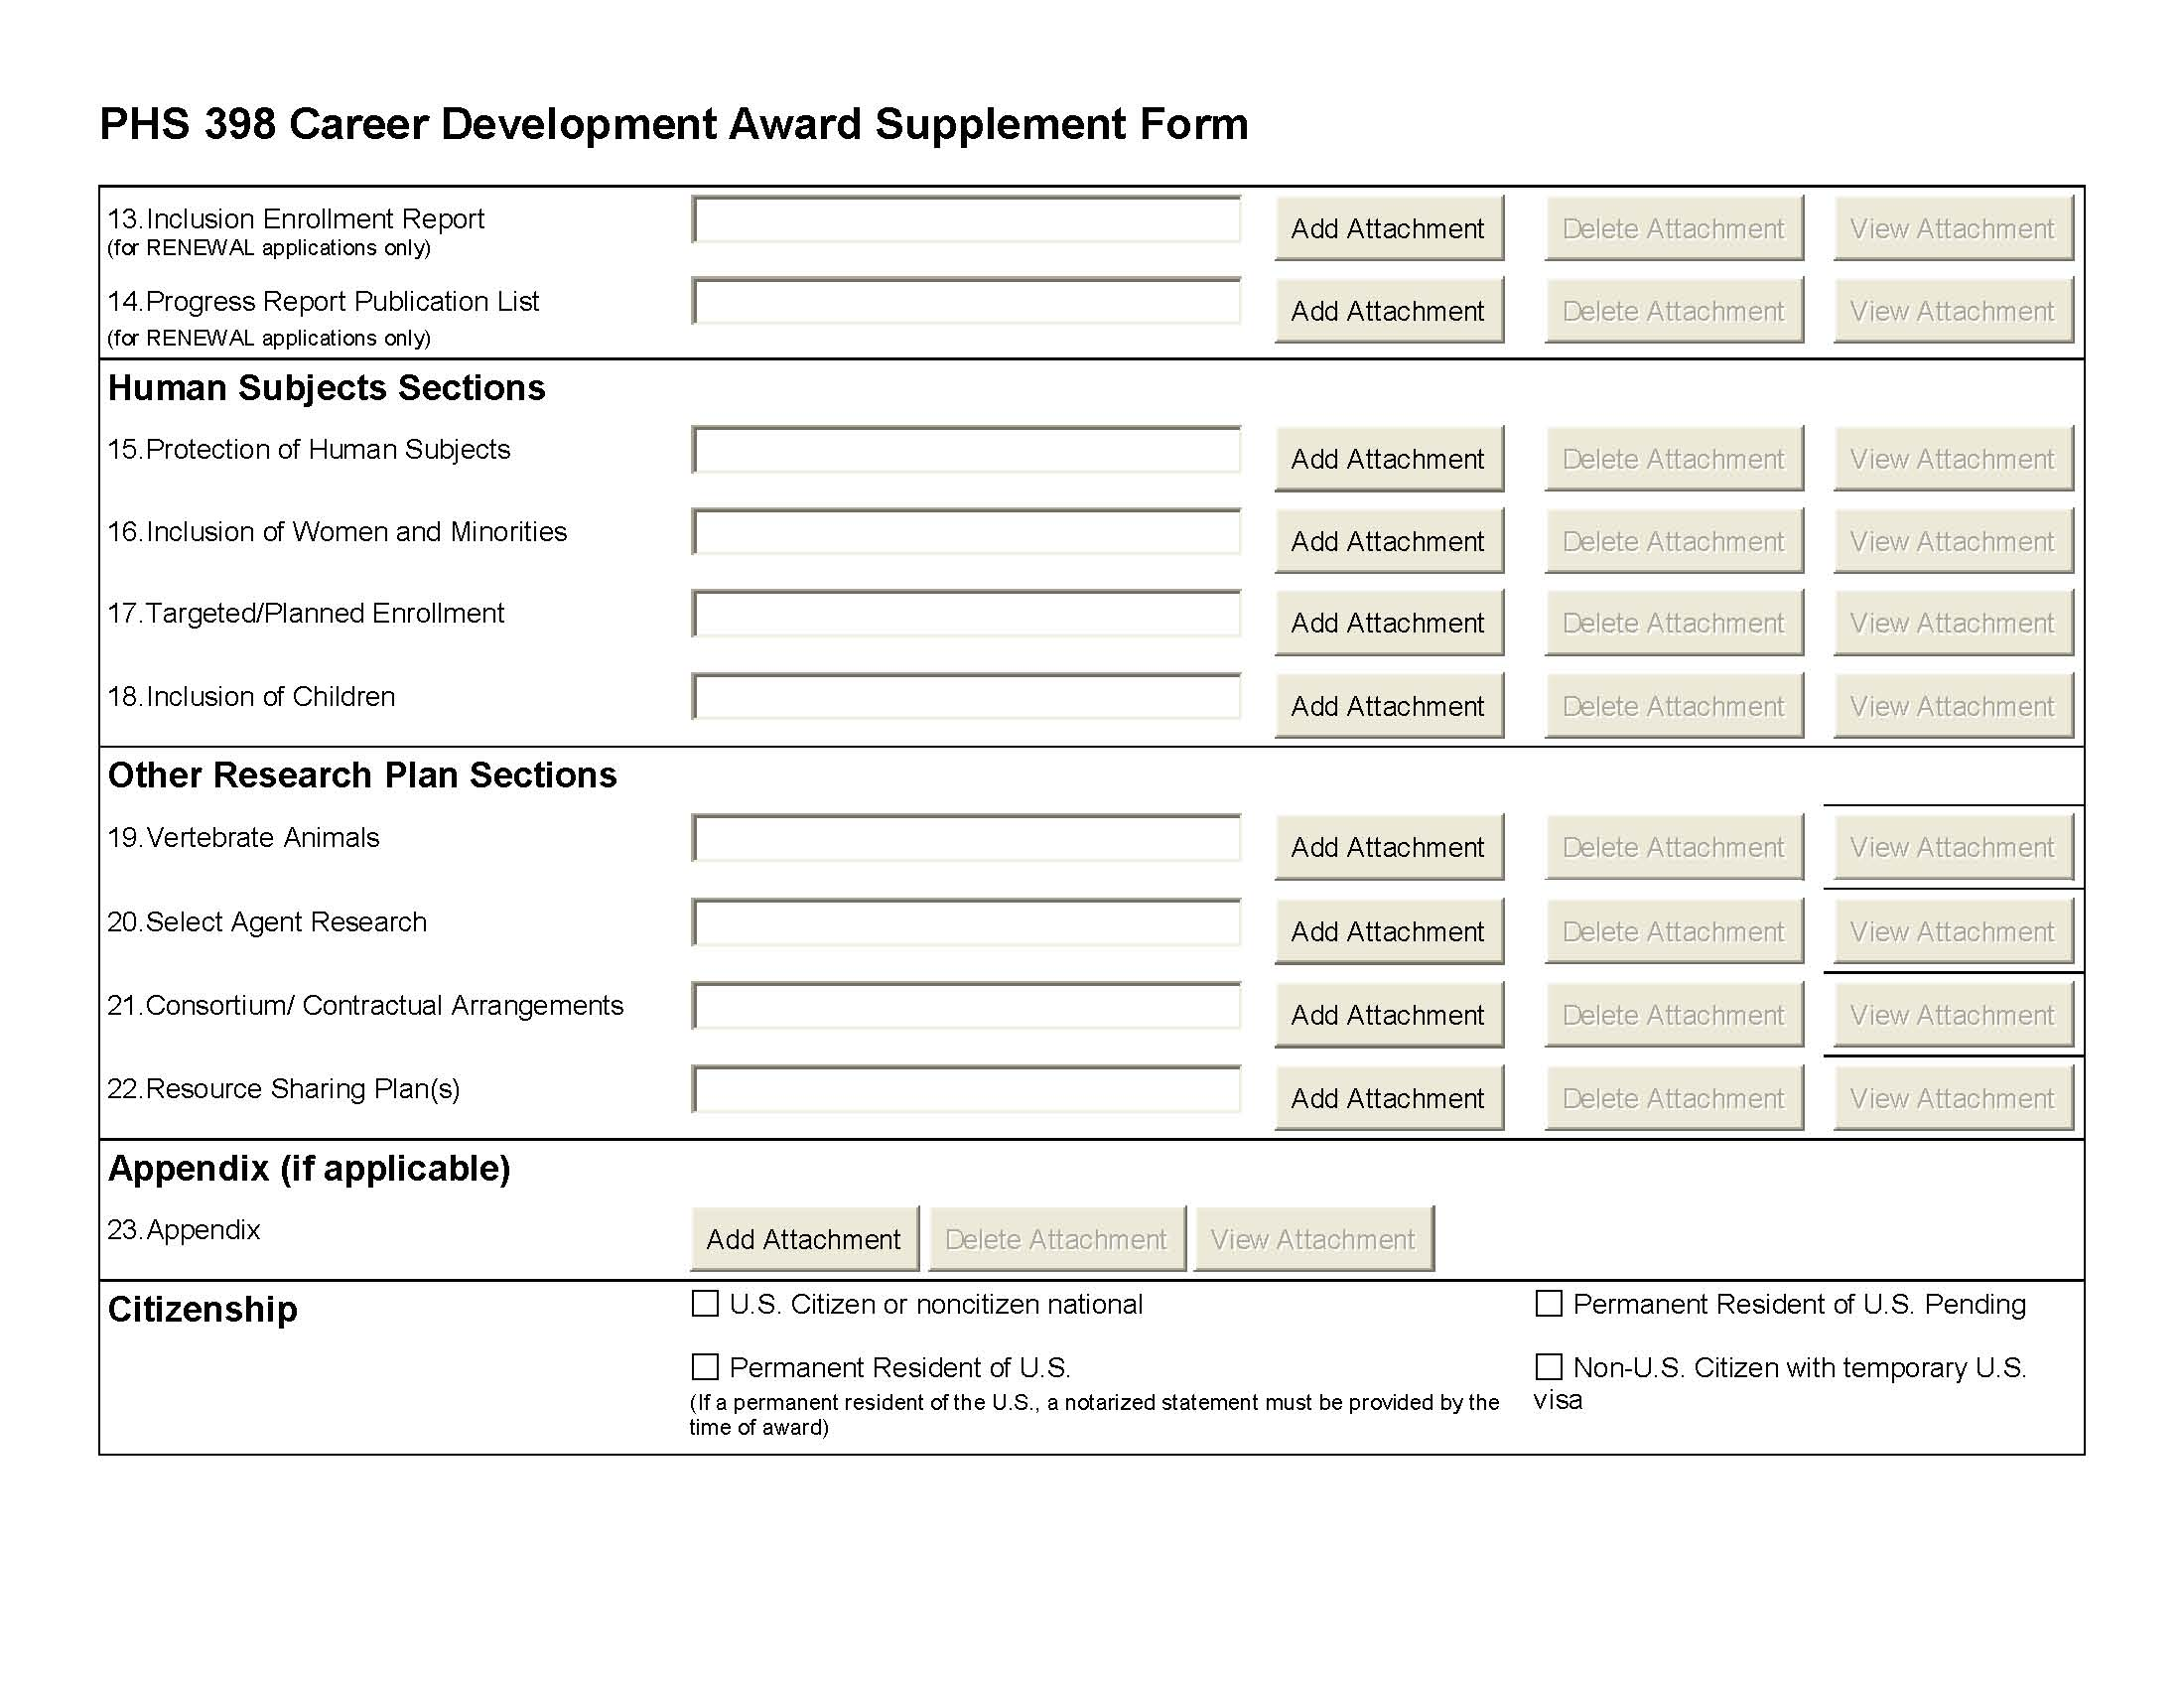 PHS 398 Career Development Award Supplement Form
13. Inclusion Enrollment Report Add Attachment Delete Attachment View Attachment
(for RENEWAL applications only)
14. Progress Report Publication List Add Attachment Delete Attachment View Attachment
(for RENEWAL applications only)
Human Subjects Sections
15. Protection of Human Subjects Add Attachment Delete Attachment View Attachment
16. Inclusion of Women and Minorities Add Attachment Delete Attachment View Attachment
17. Targeted/Planned Enrollment Add Attachment Delete Attachment View Attachment
18. Inclusion of Children Add Attachment Delete Attachment View Attachment
Other Research Plan Sections
19. Vertebrate Animals Add Attachment Delete Attachment View Attachment
20. Select Agent Research Add Attachment Delete Attachment View Attachment
21. Consortium/ Contractual Arrangements Add Attachment Delete Attachment View Attachment
22. Resource Sharing Plan(s) Add Attachment Delete Attachment View Attachment
Appendix (if applicable)
23. Appendix Add Attachment Delete Attachment View Attachment
Citizenship U.S. Citizen or noncitizen national Permanent Resident of U.S. Pending
Permanent Resident of U.S. Non-U.S. Citizen with temporary U.S.
(If a permanent resident of the U.S., a notarized statement must be provided by the visa
time of award)